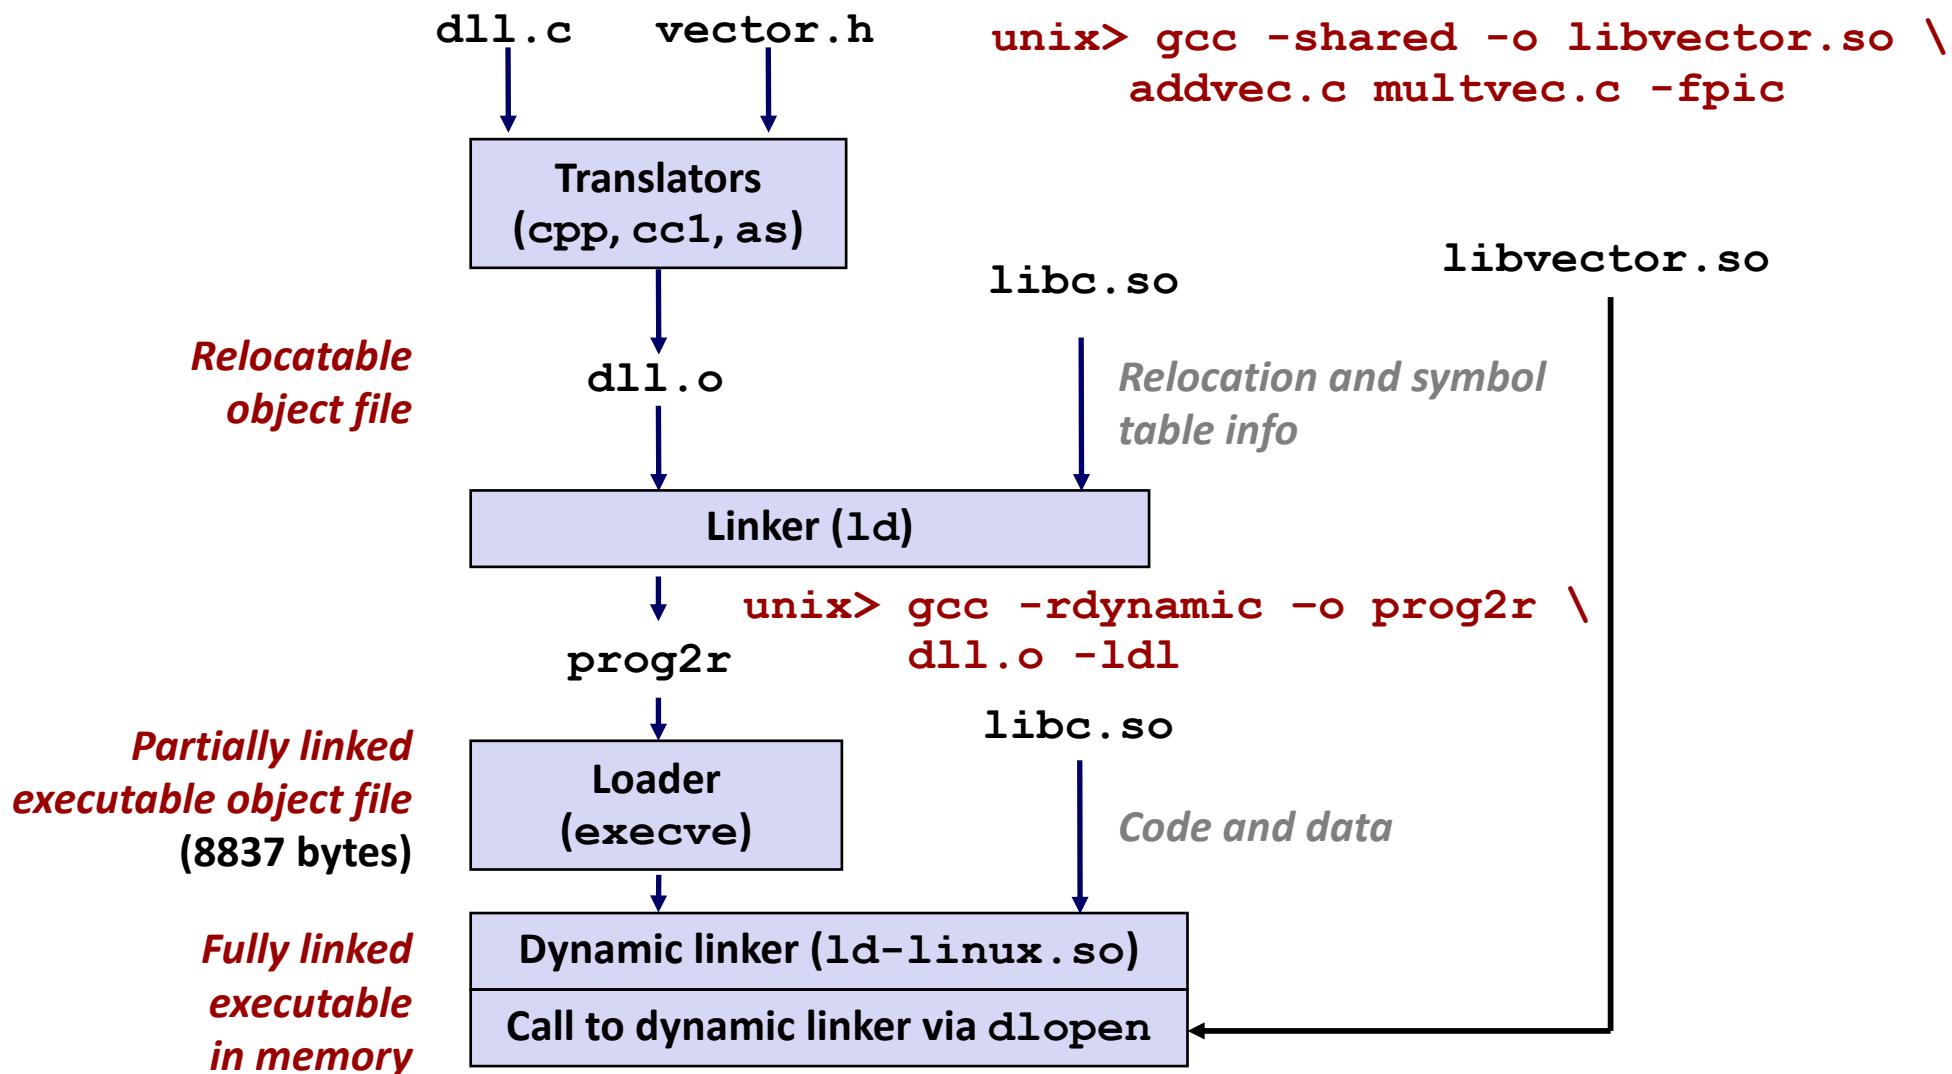 dll.c vector.h
unix> gcc -shared -o libvector.so \
addvec.c multvec.c -fpic
Translators
(cpp, cc1, as)
libc.so
libvector.so
Relocatable
object file
dll.o
Relocation and symbol
table info
Linker (ld)
unix> gcc -rdynamic –o prog2r \
dll.o -ldl
prog2r
libc.so
Partially linked
executable object file
(8837 bytes)
Loader
(execve)
Code and data
Fully linked
executable
in memory
Dynamic linker (ld-linux.so)
Call to dynamic linker via dlopen